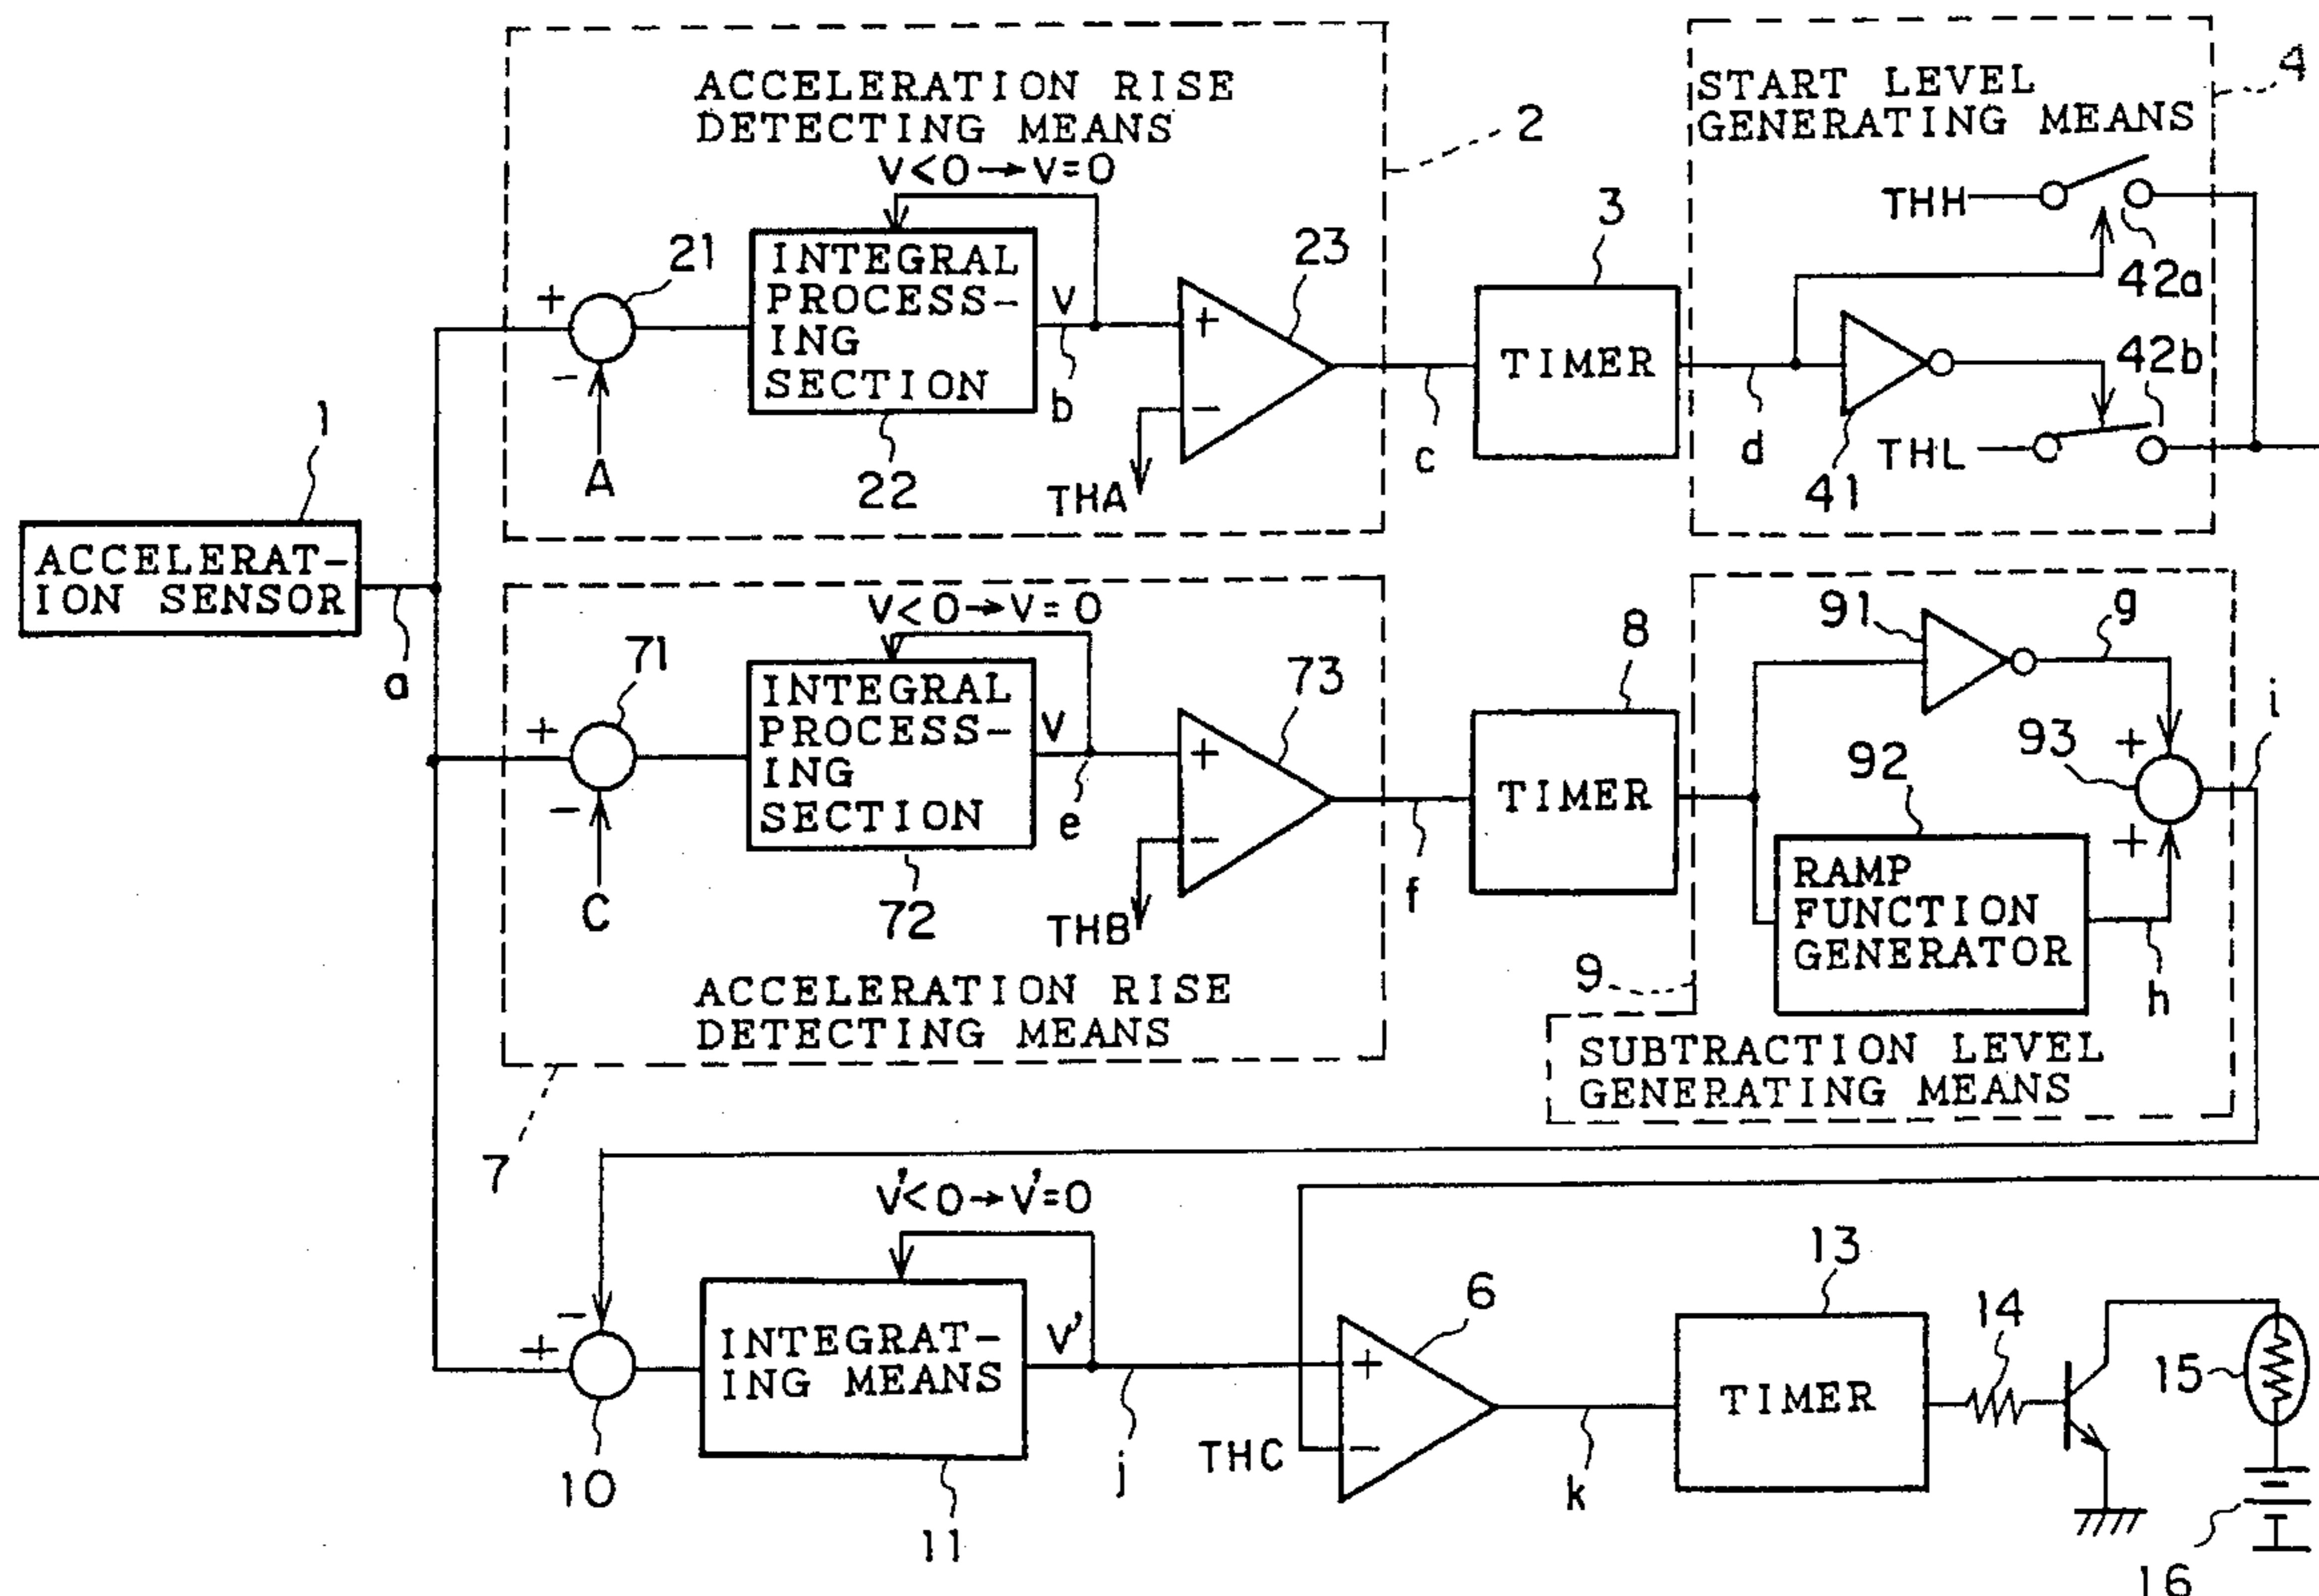 ACCELERATION RISE
DETECTING MEANS
2
V<0→V=0
21
+
−
A
INTEGRAL
PROCESS-
ING
SECTION
22
V
b
23
+
−
THA
c
3
TIMER
d
START LEVEL
GENERATING MEANS
4
THH
42a
42b
THL
41
1
ACCELERAT-
ION SENSOR
a
V<0→V=0
71
+
−
C
INTEGRAL
PROCESS-
ING
SECTION
72
V
e
73
+
−
THB
f
ACCELERATION RISE
DETECTING MEANS
7
8
TIMER
91
g
i
93
+
+
92
RAMP
FUNCTION
GENERATOR
h
9
SUBTRACTION LEVEL
GENERATING MEANS
V'<0→V'=0
−
+
10
INTEGRAT-
ING MEANS
11
V'
j
6
+
−
THC
k
13
TIMER
14
15
16